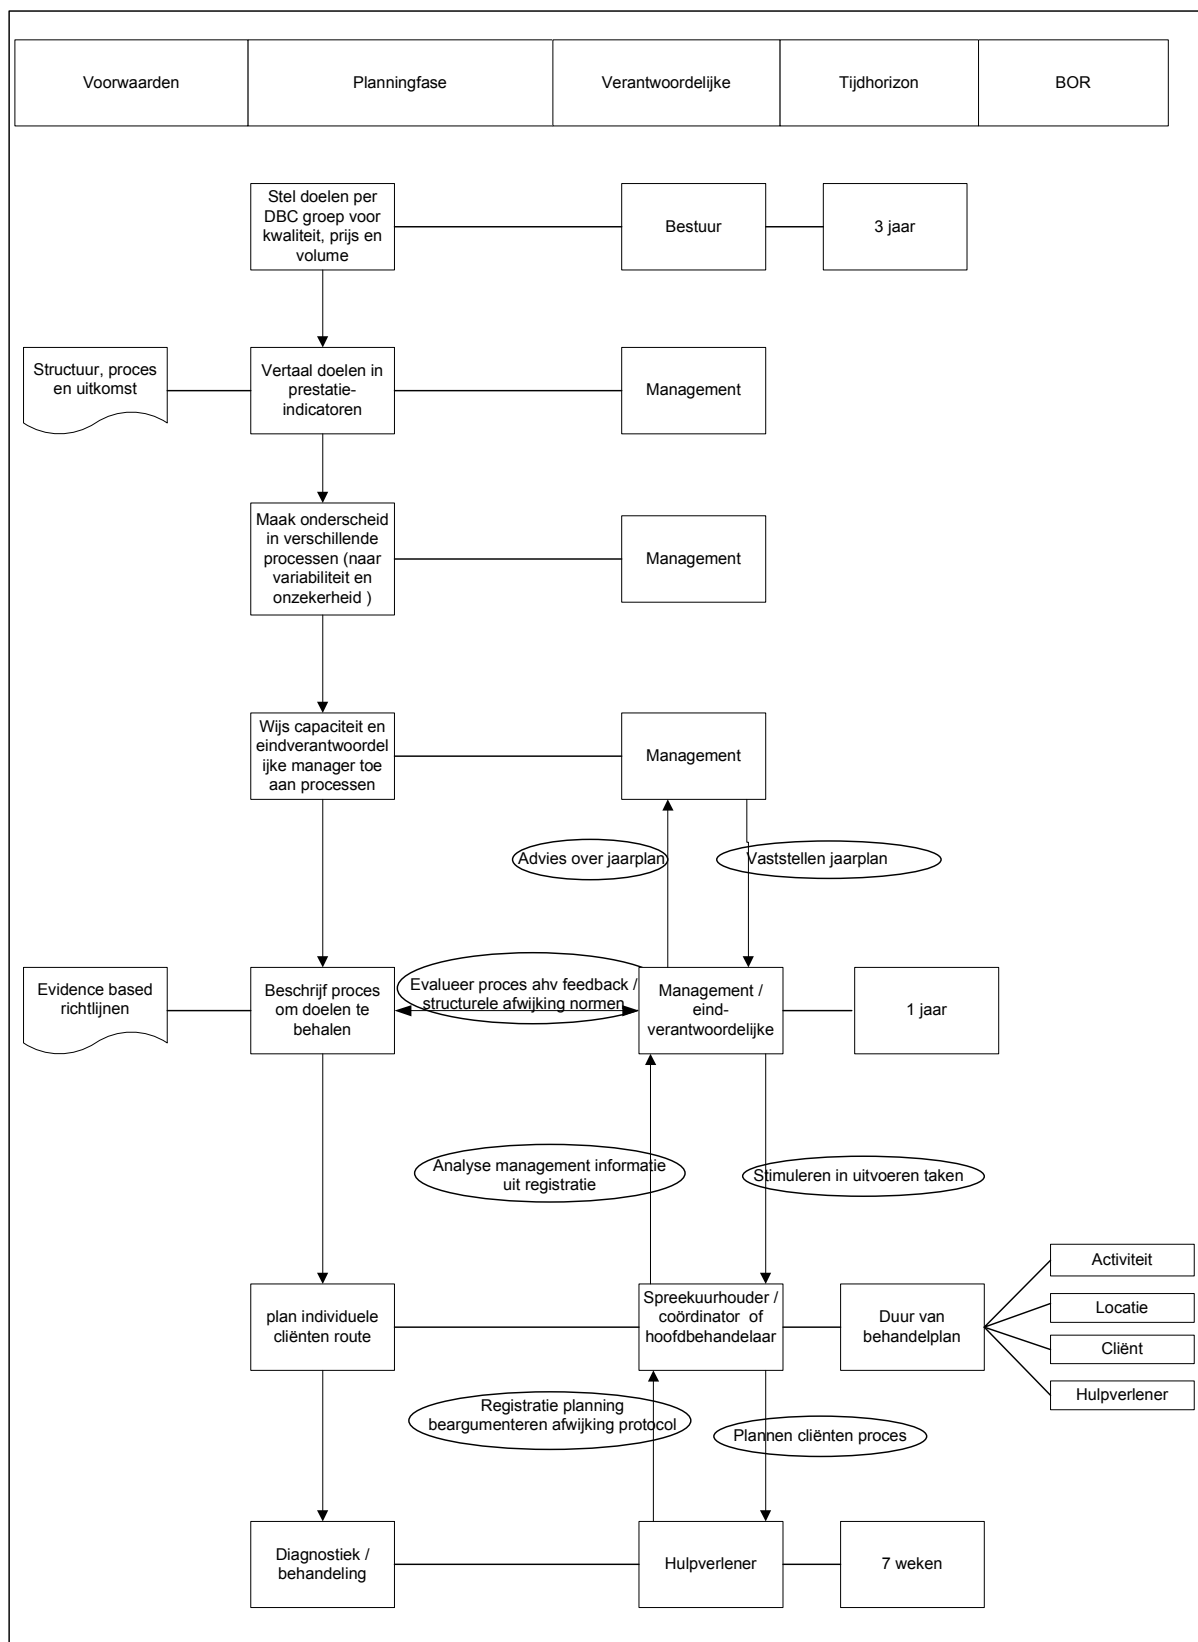 Voorwaarden
Planningfase
Verantwoordelijke
Tijdhorizon
BOR
Stel doelen per
DBC groep voor
kwaliteit, prijs en
volume
Bestuur
3 jaar
Structuur, proces
en uitkomst
Vertaal doelen in
prestatie-
indicatoren
Management
Maak onderscheid
in verschillende
processen (naar
variabiliteit en
onzekerheid )
Management
Wijs capaciteit en
eindverantwoordel
ijke manager toe
aan processen
Management
Advies over jaarplan
Vaststellen jaarplan
Evidence based
richtlijnen
Beschrijf proces
om doelen te
behalen
Evalueer proces ahv feedback /
structurele afwijking normen
Management /
eind-
verantwoordelijke
1 jaar
Analyse management informatie
uit registratie
Stimuleren in uitvoeren taken
plan individuele
cliënten route
Spreekuurhouder /
coördinator of
hoofdbehandelaar
Duur van
behandelplan
Activiteit
Locatie
Cliënt
Hulpverlener
Registratie planning
beargumenteren afwijking protocol
Plannen cliënten proces
Diagnostiek /
behandeling
Hulpverlener
7 weken